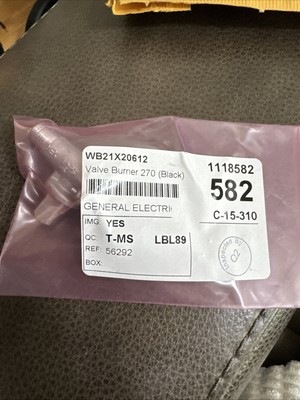 WB21X20612
Valve Burner 270 (Black)
1118582
582
GENERAL ELECTRI
C-15-310
IMG: YES
QC: T-MS LBL89
REF: 56292
BOX: